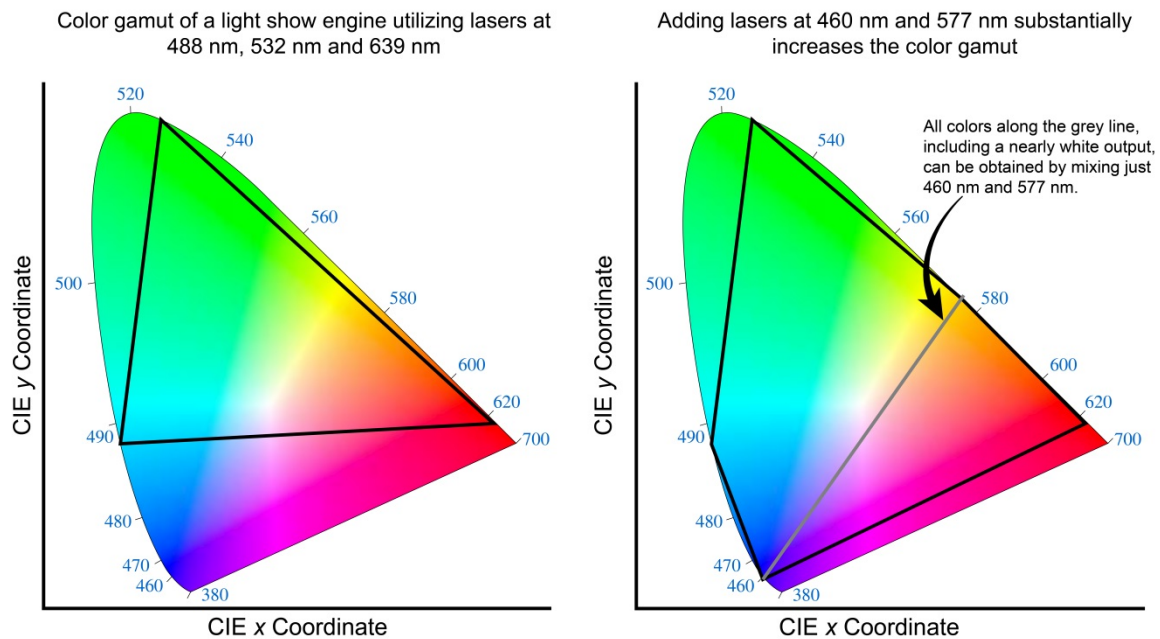 Color gamut of a light show engine utilizing lasers at
488 nm, 532 nm and 639 nm
520
540
560
500
580
600
620
490
700
480
470
460
380
CIE y Coordinate
CIE x Coordinate
Adding lasers at 460 nm and 577 nm substantially
increases the color gamut
520
All colors along the grey line,
including a nearly white output,
can be obtained by mixing just
460 nm and 577 nm.
540
560
500
580
600
620
490
700
480
470
460
380
CIE y Coordinate
CIE x Coordinate